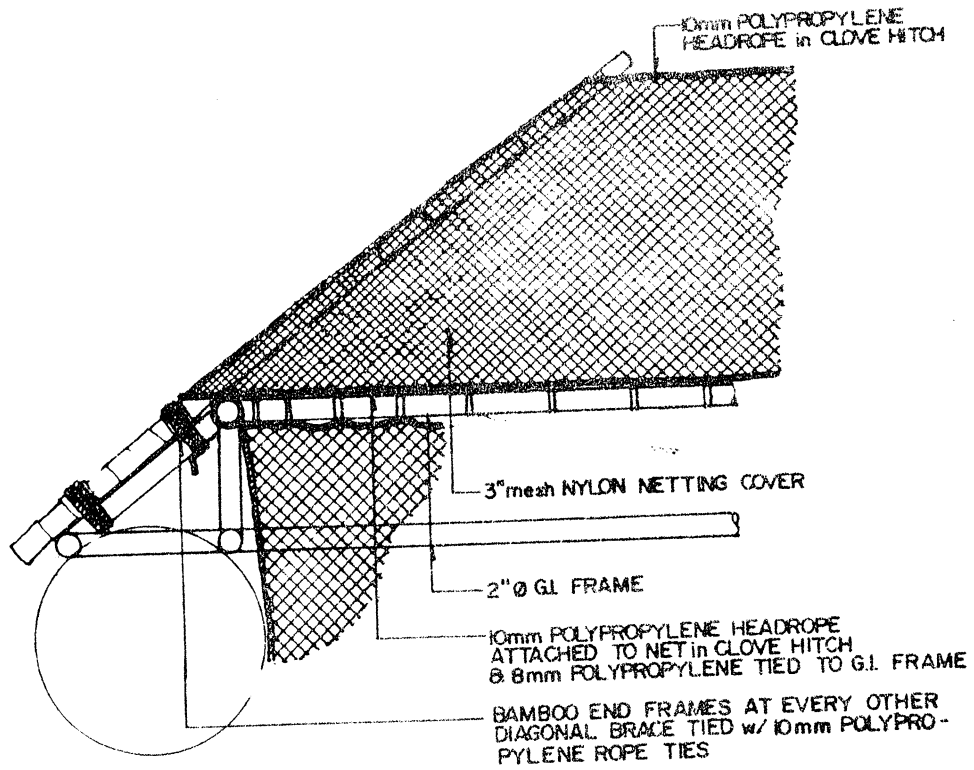 10mm POLYPROPYLENE
HEADROPE in CLOVE HITCH
3"mesh NYLON NETTING COVER
2"Ø G.I. FRAME
10mm POLYPROPYLENE HEADROPE
ATTACHED TO NET in CLOVE HITCH
& 8mm POLYPROPYLENE TIED TO G.I. FRAME
BAMBOO END FRAMES AT EVERY OTHER
DIAGONAL BRACE TIED w/ 10mm POLYPRO-
PYLENE ROPE TIES